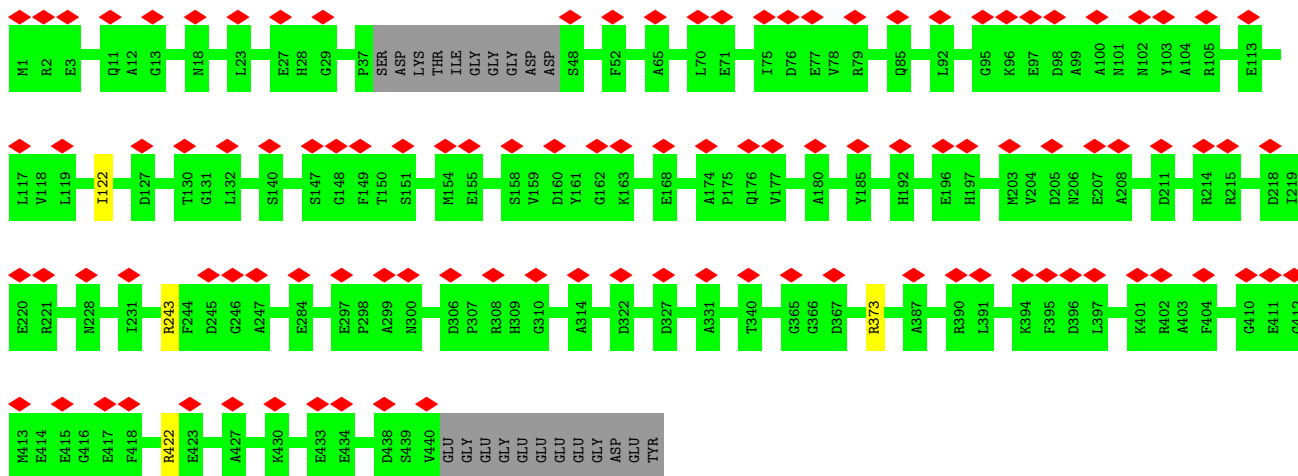 M1 R2 E3 Q11 A12 G13 N18 L23 E27 H28 G29 P37 SER ASP LYS THR ILE GLY GLY GLY ASP ASP S48 F52 A65 L70 E71 I75 D76 E77 V78 R79 Q85 L92 G95 K96 E97 D98 A99 A100 N101 N102 Y103 A104 R105 E113
L117 V118 L119 I122 D127 T130 G131 L132 S140 S147 G148 F149 T150 S151 M154 E155 S158 V159 D160 Y161 G162 K163 E168 A174 P175 Q176 V177 A180 Y185 H192 E196 H197 M203 V204 D205 N206 E207 A208 D211 R214 R215 D218 I219
E220 R221 N228 I231 R243 F244 D245 G246 A247 E284 E297 P298 A299 N300 D306 P307 R308 H309 G310 A314 D322 D327 A331 T340 G365 G366 D367 R373 A387 R390 L391 K394 F395 D396 L397 K401 R402 A403 F404 G410 E411 G412
M413 E414 E415 G416 E417 F418 R422 E423 A427 K430 E433 E434 D438 S439 V440 GLU GLY GLU GLY GLU GLU GLU GLU GLY ASP GLU TYR